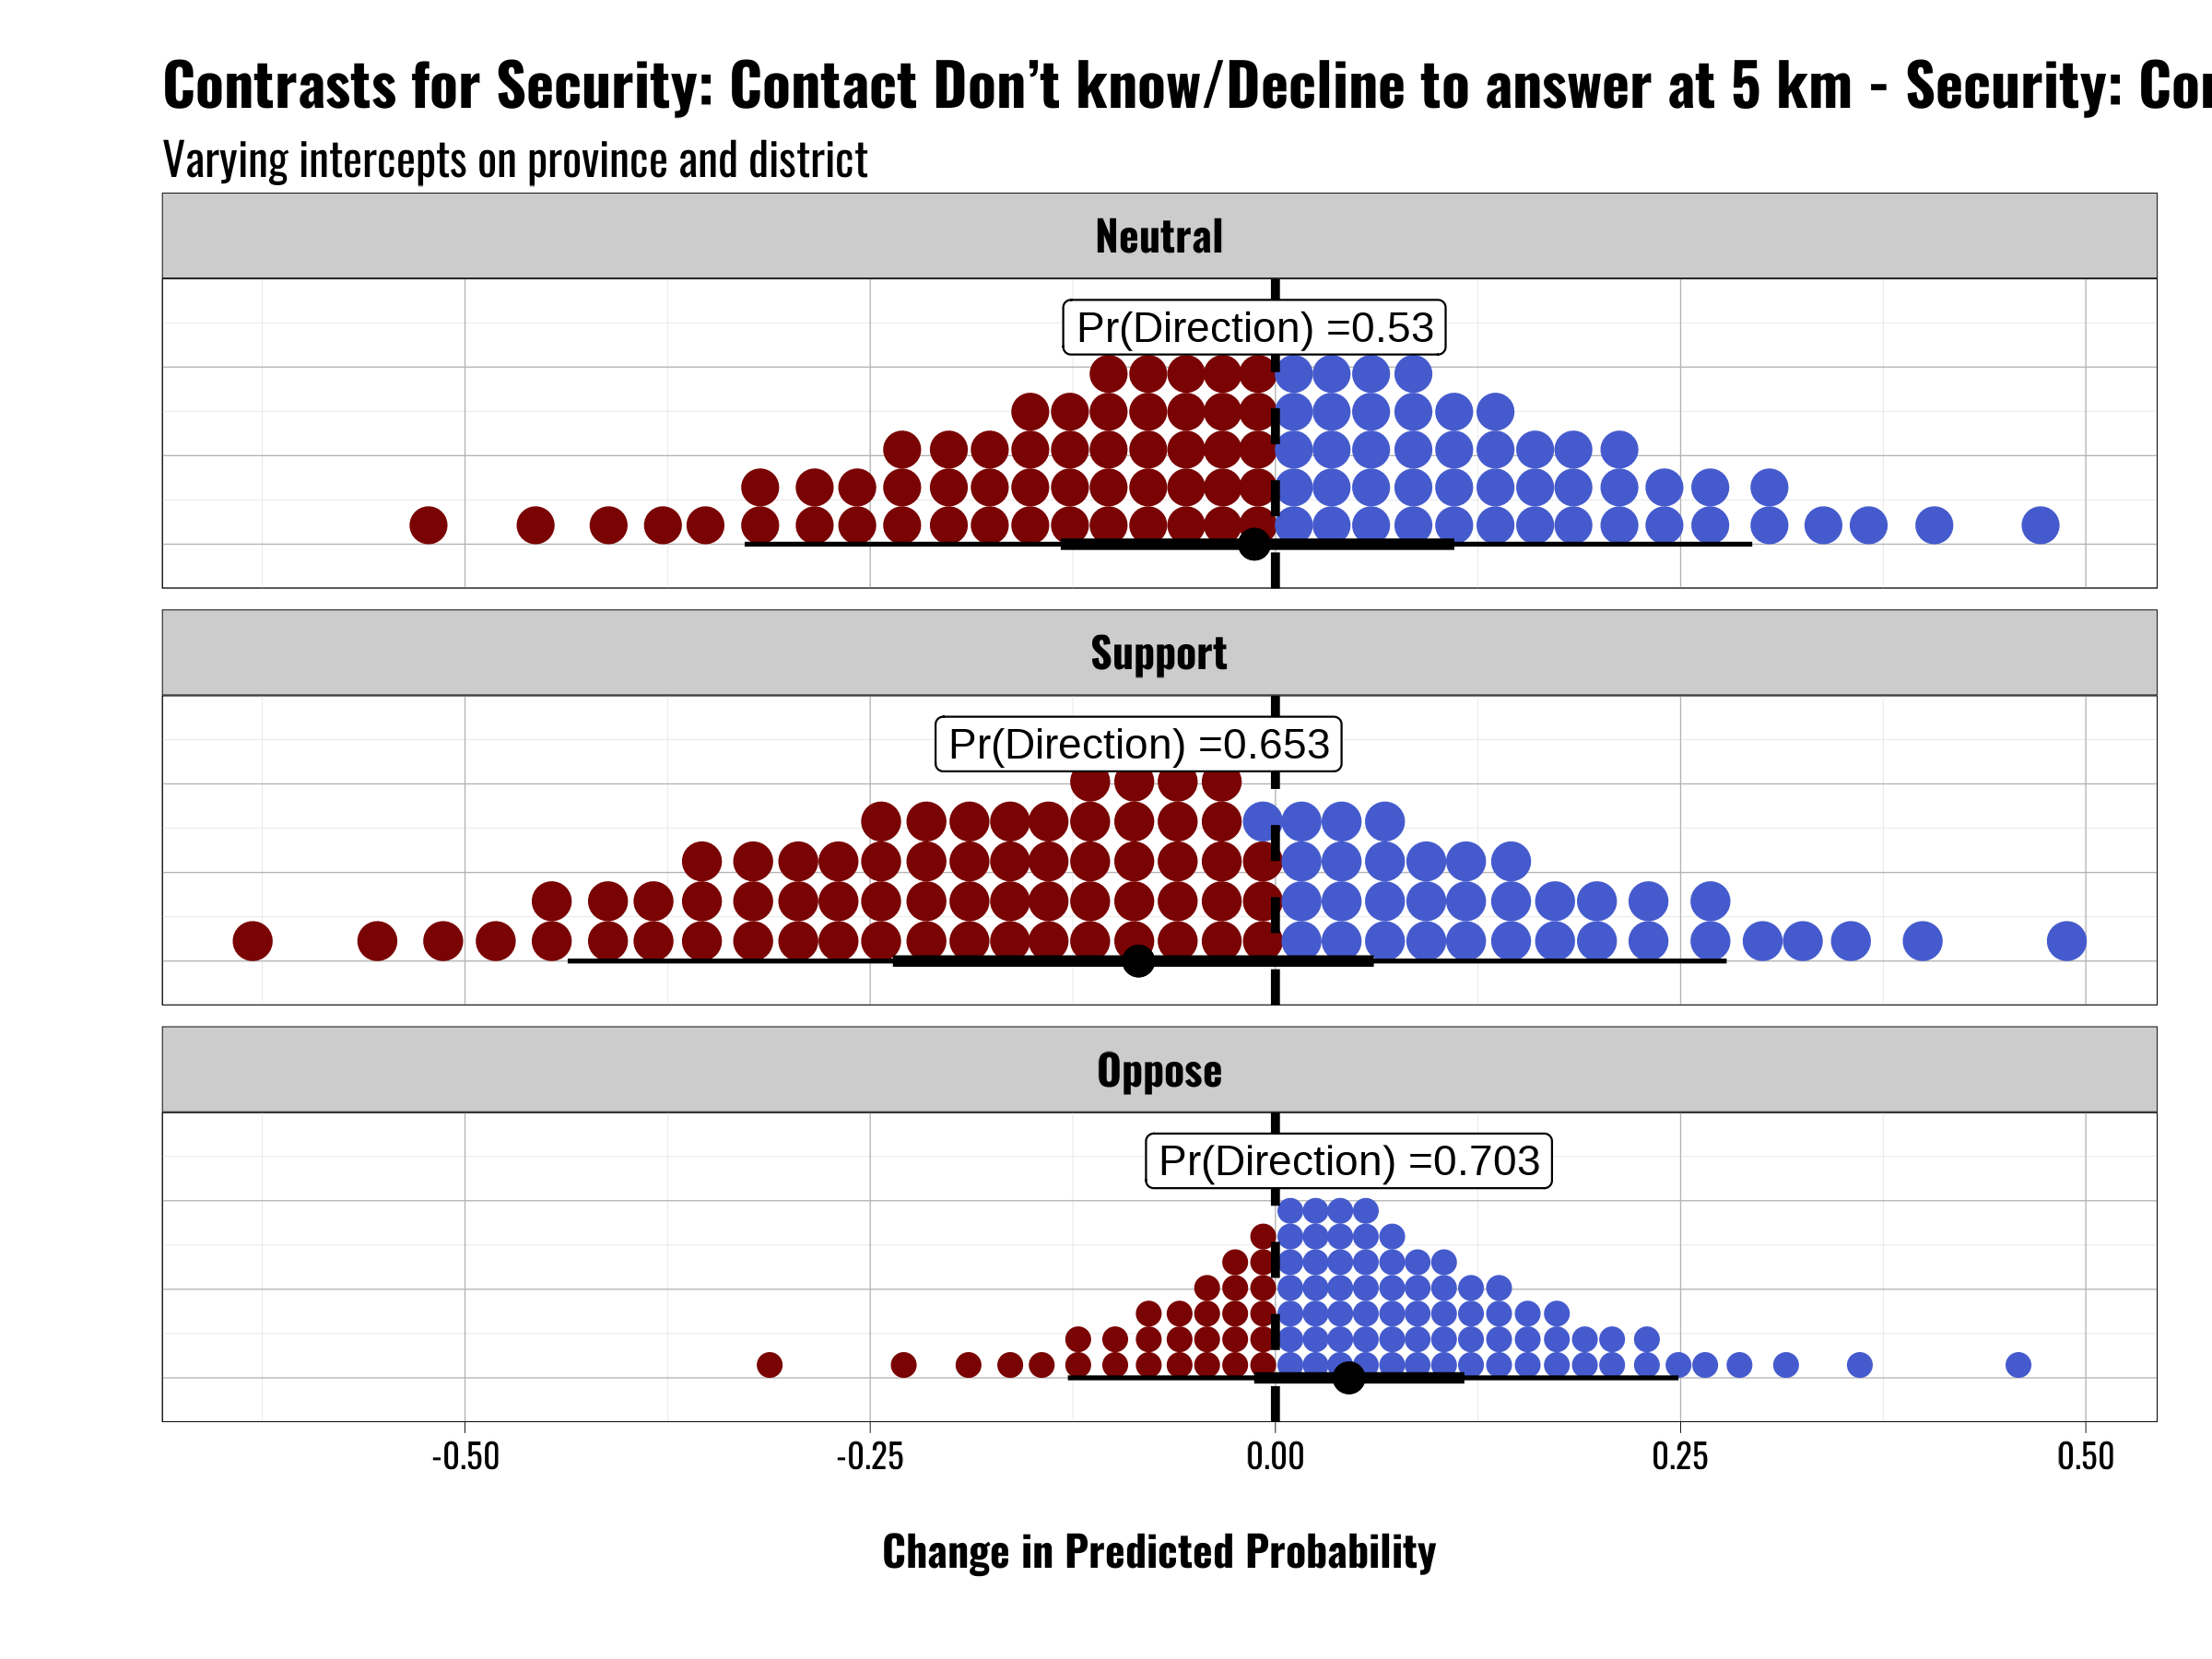 Contrasts for Security: Contact Don’t know/Decline to answer at 5 km - Security: Co
Varying intercepts on province and district
Neutral
Pr(Direction) =0.53
Support
Pr(Direction) =0.653
Oppose
Pr(Direction) =0.703
-0.50 -0.25 0.00 0.25 0.50
Change in Predicted Probability